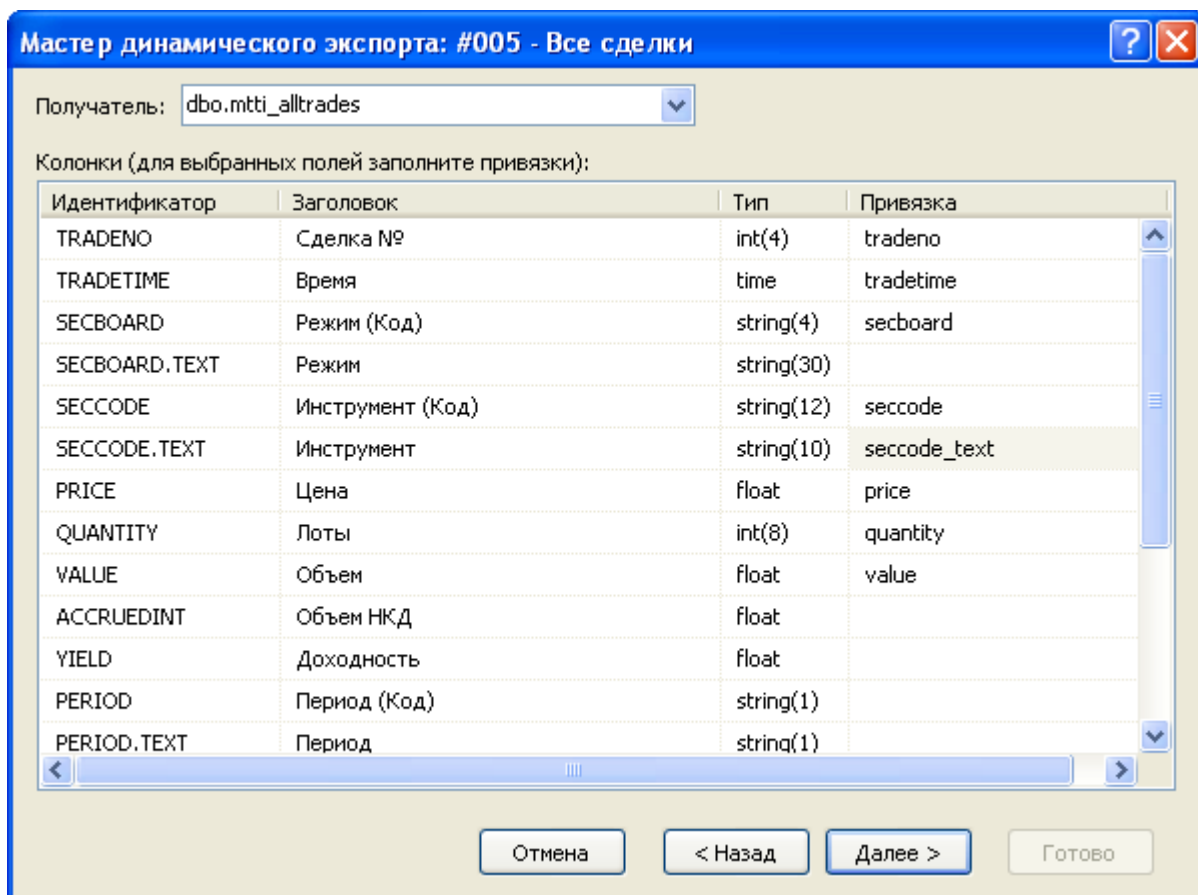 Мастер динамического экспорта: #005 - Все сделки
Получатель: dbo.mtti_alltrades
Колонки (для выбранных полей заполните привязки):
Идентификатор Заголовок Тип Привязка
TRADENO Сделка № int(4) tradeno
TRADETIME Время time tradetime
SECBOARD Режим (Код) string(4) secboard
SECBOARD.TEXT Режим string(30)
SECCODE Инструмент (Код) string(12) seccode
SECCODE.TEXT Инструмент string(10) seccode_text
PRICE Цена float price
QUANTITY Лоты int(8) quantity
VALUE Объем float value
ACCRUEDINT Объем НКД float
YIELD Доходность float
PERIOD Период (Код) string(1)
PERIOD.TEXT Период string(1)
Отмена < Назад Далее > Готово